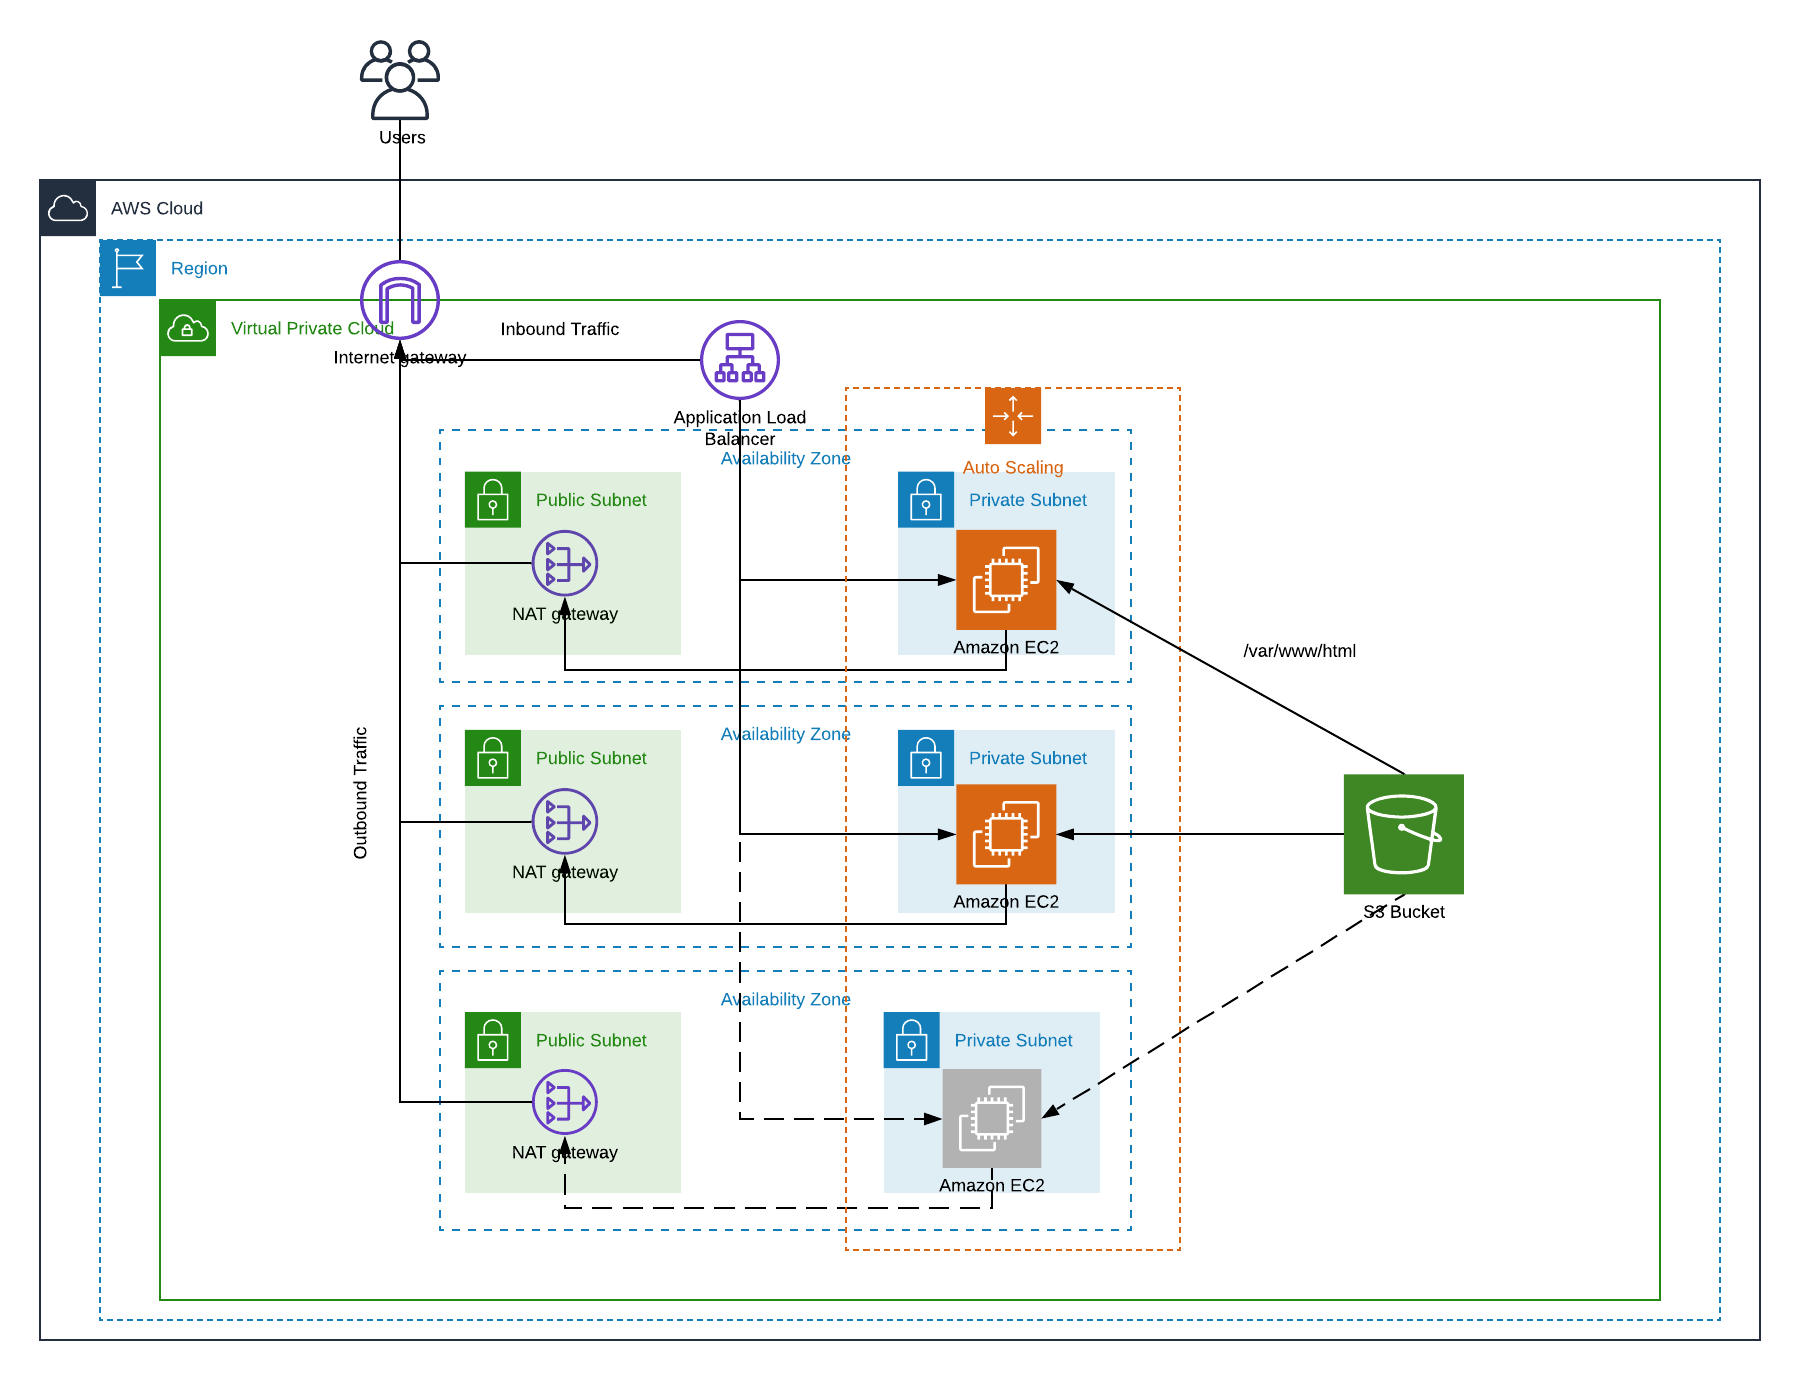 Users
AWS Cloud
Region
Virtual Private Cloud
Internet gateway
Inbound Traffic
Application Load
Balancer
Availability Zone
Auto Scaling
Public Subnet
Private Subnet
NAT gateway
Amazon EC2
/var/www/html
Outbound Traffic
Availability Zone
Public Subnet
Private Subnet
NAT gateway
Amazon EC2
S3 Bucket
Availability Zone
Public Subnet
Private Subnet
NAT gateway
Amazon EC2